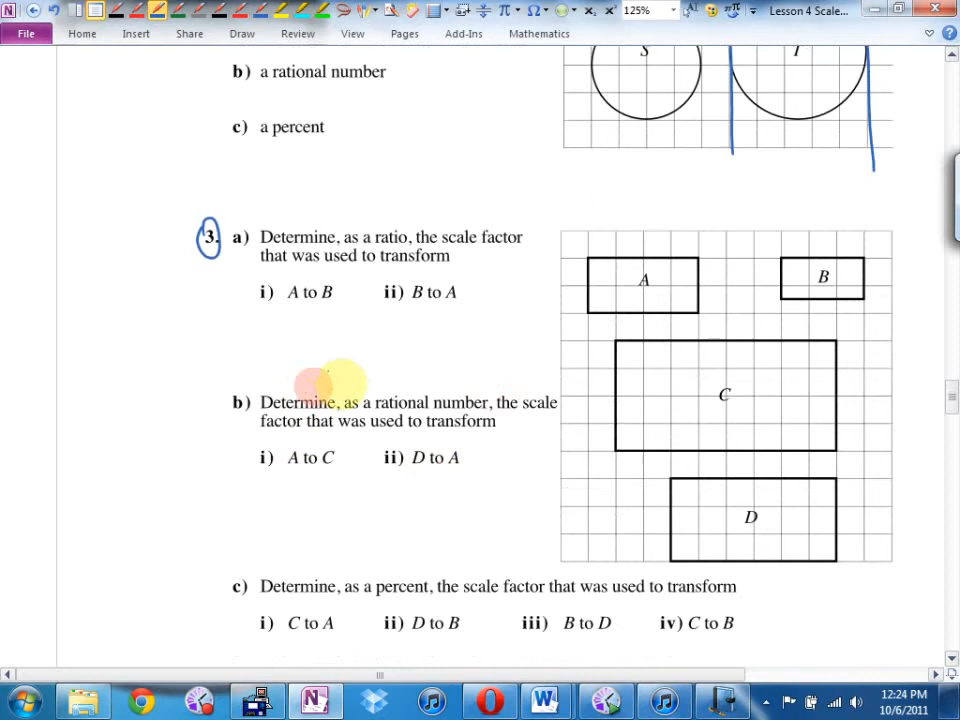 125%
Lesson 4 Scale...
File Home Insert Share Draw Review View Pages Add-Ins Mathematics
b) a rational number
c) a percent
S
3. a) Determine, as a ratio, the scale factor
that was used to transform
i) A to B ii) B to A
A
B
C
D
b) Determine, as a rational number, the scale
factor that was used to transform
i) A to C ii) D to A
c) Determine, as a percent, the scale factor that was used to transform
i) C to A ii) D to B iii) B to D iv) C to B
12:24 PM
10/6/2011